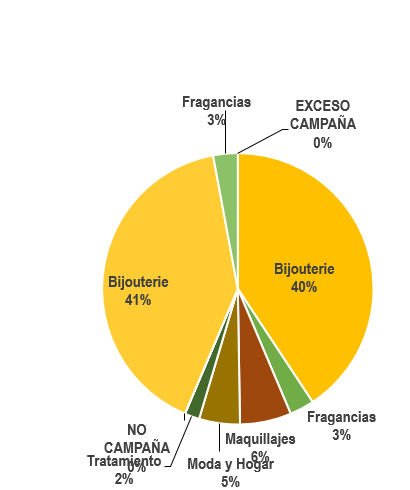 Fragancias
3%
EXCESO
CAMPAÑA
0%
Bijouterie
40%
Bijouterie
41%
Fragancias
3%
Maquillajes
6%
Moda y Hogar
5%
NO
CAMPAÑA
0%
Tratamiento
2%